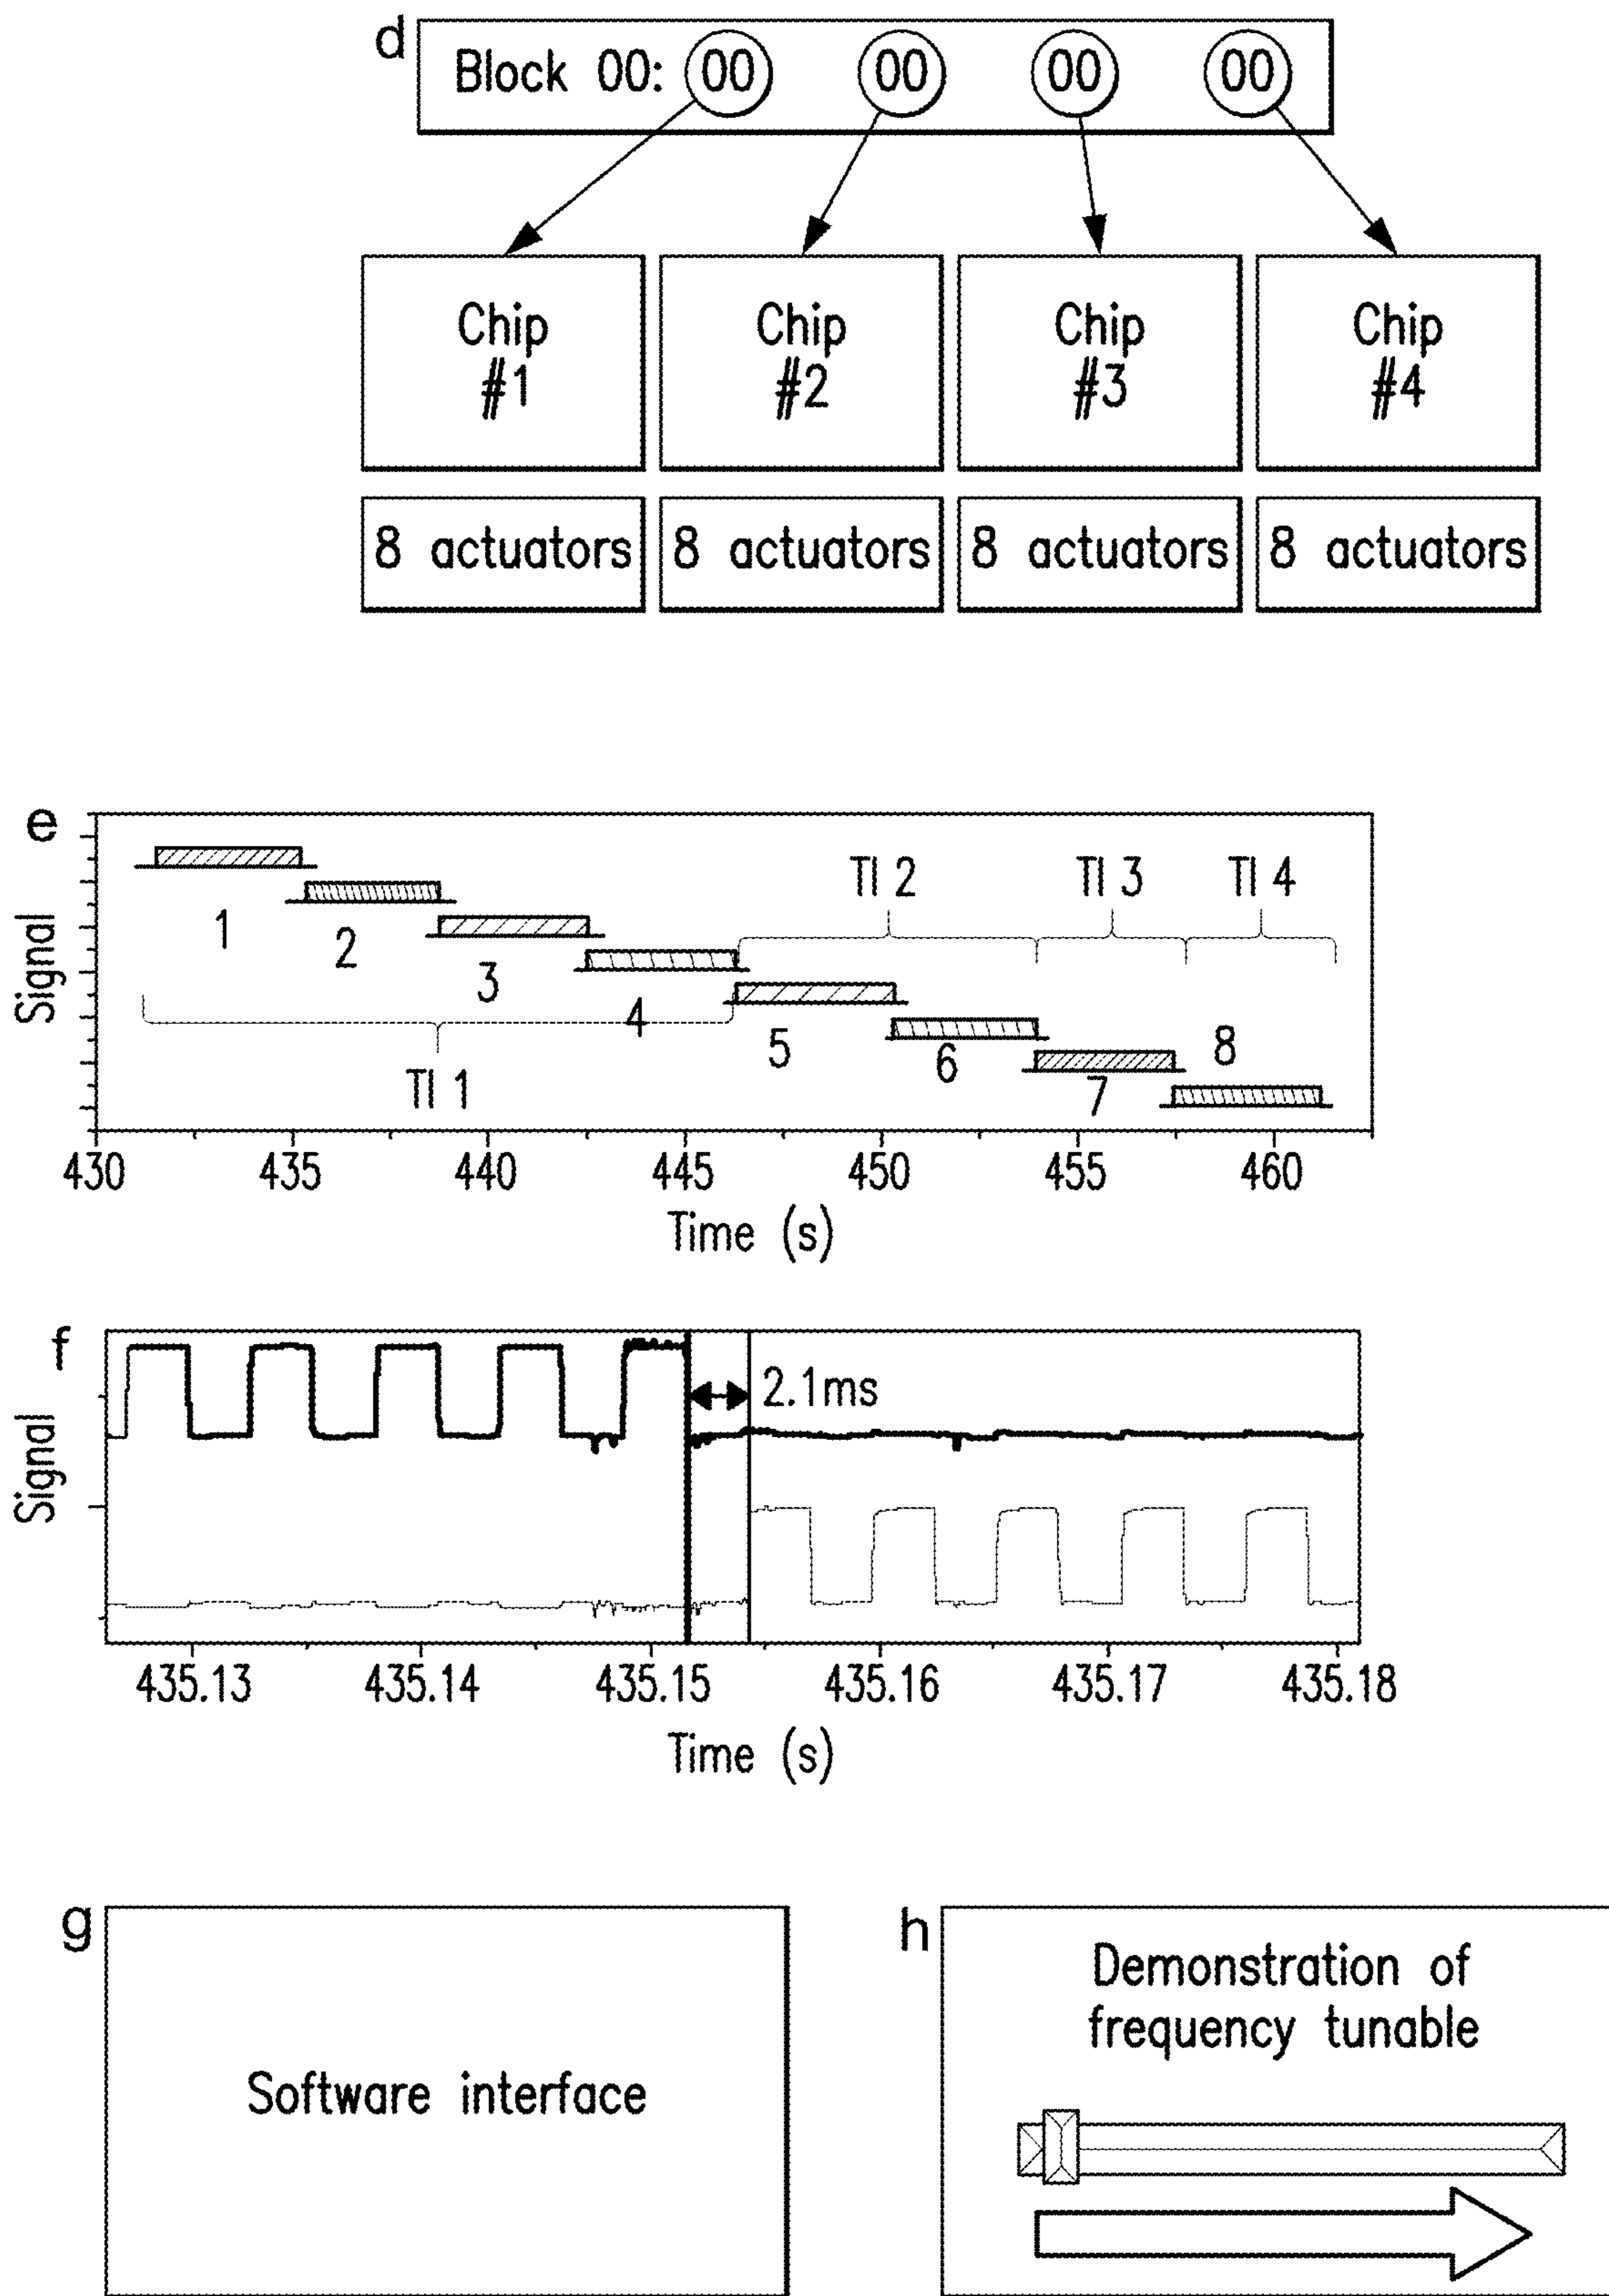 d
Block 00: 00 00 00 00
Chip #1
Chip #2
Chip #3
Chip #4
8 actuators 8 actuators 8 actuators 8 actuators
e
Signal
TI 2 TI 3 TI 4
1
2
3
4
5
6
7
8
TI 1
430 435 440 445 450 455 460
Time (s)
f
Signal
2.1ms
435.13 435.14 435.15 435.16 435.17 435.18
Time (s)
g
Software interface
h
Demonstration of
frequency tunable